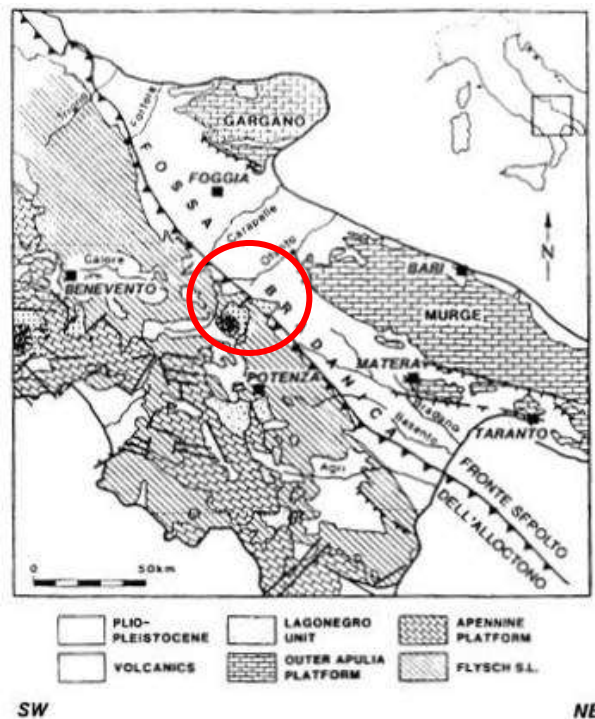 GARGANO
Fortore
FOSSA
FOGGIA
Carapelle
Ofanto
Calore
BENEVENTO
BRADANICA
BARI
MURGE
N
POTENZA
MATERA
Bradano
Basento
TARANTO
Agri
FRONTE SEPOLTO
DELL'ALLOCTONO
0 50km
PLIO-
PLEISTOCENE
LAGONEGRO
UNIT
APENNINE
PLATFORM
VOLCANICS
OUTER APULIA
PLATFORM
FLYSCH S.L.
SW NE